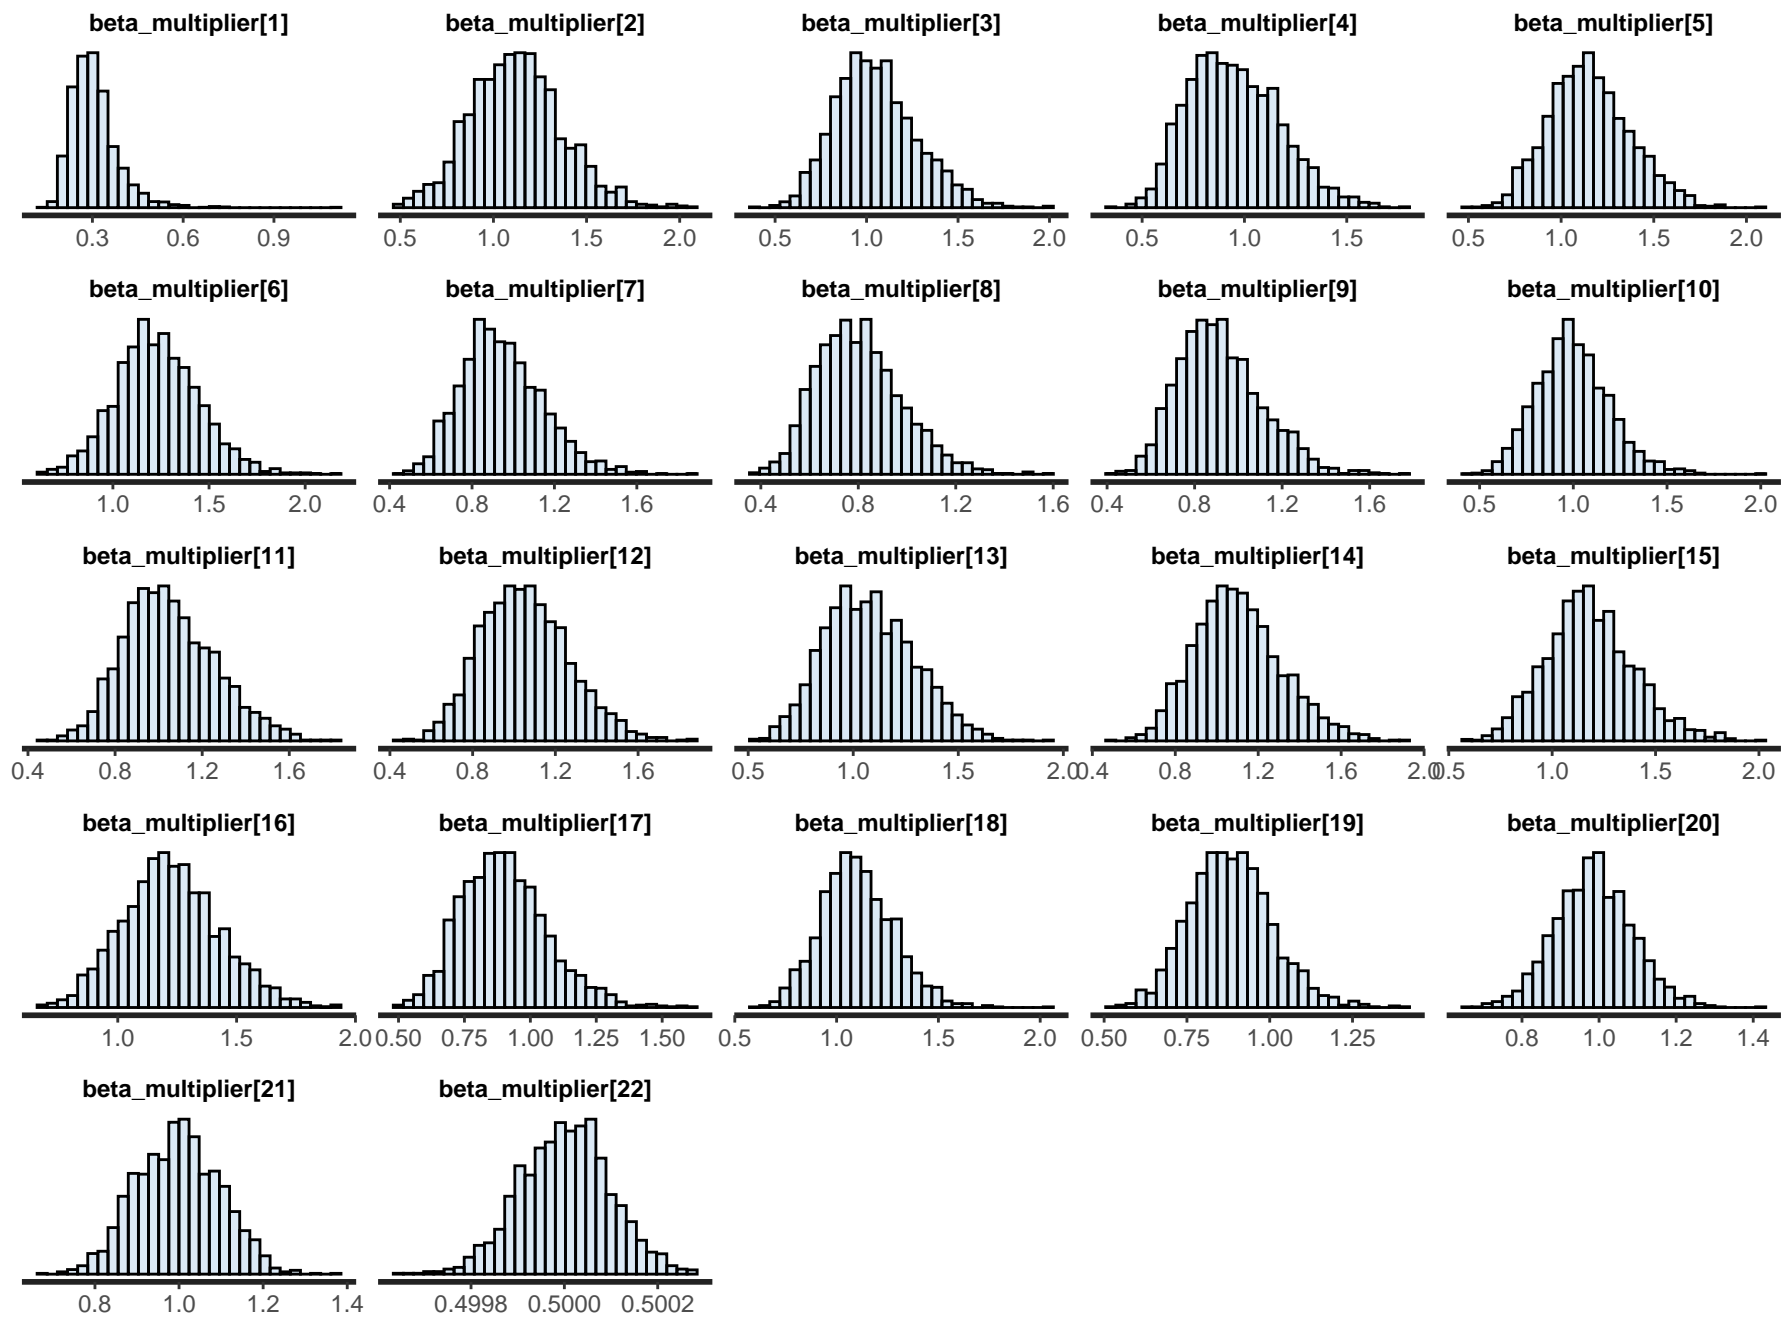 beta_multiplier[1] beta_multiplier[2] beta_multiplier[3] beta_multiplier[4] beta_multiplier[5]
0.3 0.6 0.9 0.5 1.0 1.5 2.0 0.5 1.0 1.5 2.0 0.5 1.0 1.5 0.5 1.0 1.5 2.0
beta_multiplier[6] beta_multiplier[7] beta_multiplier[8] beta_multiplier[9] beta_multiplier[10]
1.0 1.5 2.0 0.4 0.8 1.2 1.6 0.4 0.8 1.2 1.6 0.4 0.8 1.2 1.6 0.5 1.0 1.5 2.0
beta_multiplier[11] beta_multiplier[12] beta_multiplier[13] beta_multiplier[14] beta_multiplier[15]
0.4 0.8 1.2 1.6 0.4 0.8 1.2 1.6 0.5 1.0 1.5 2.0 0.4 0.8 1.2 1.6 2.0 0.5 1.0 1.5 2.0
beta_multiplier[16] beta_multiplier[17] beta_multiplier[18] beta_multiplier[19] beta_multiplier[20]
1.0 1.5 2.0 0.50 0.75 1.00 1.25 1.50 0.5 1.0 1.5 2.0 0.50 0.75 1.00 1.25 0.8 1.0 1.2 1.4
beta_multiplier[21] beta_multiplier[22]
0.8 1.0 1.2 1.4 0.4998 0.5000 0.5002